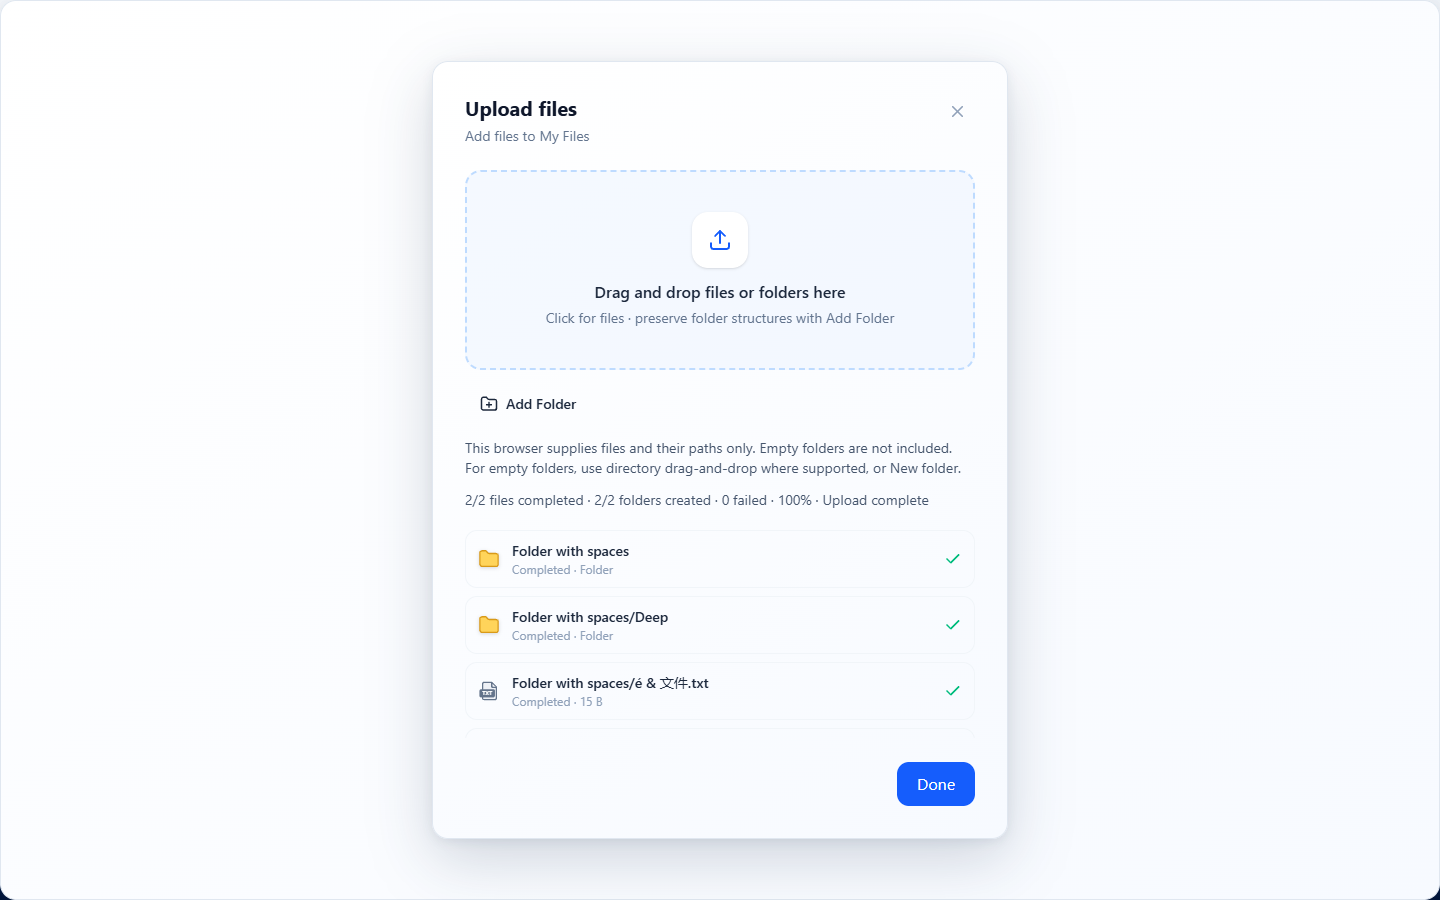 Upload files
Add files to My Files
Drag and drop files or folders here
Click for files · preserve folder structures with Add Folder
Add Folder
This browser supplies files and their paths only. Empty folders are not included.
For empty folders, use directory drag-and-drop where supported, or New folder.
2/2 files completed · 2/2 folders created · 0 failed · 100% · Upload complete
Folder with spaces
Completed · Folder
Folder with spaces/Deep
Completed · Folder
TXT
Folder with spaces/é & 文件.txt
Completed · 15 B
Done